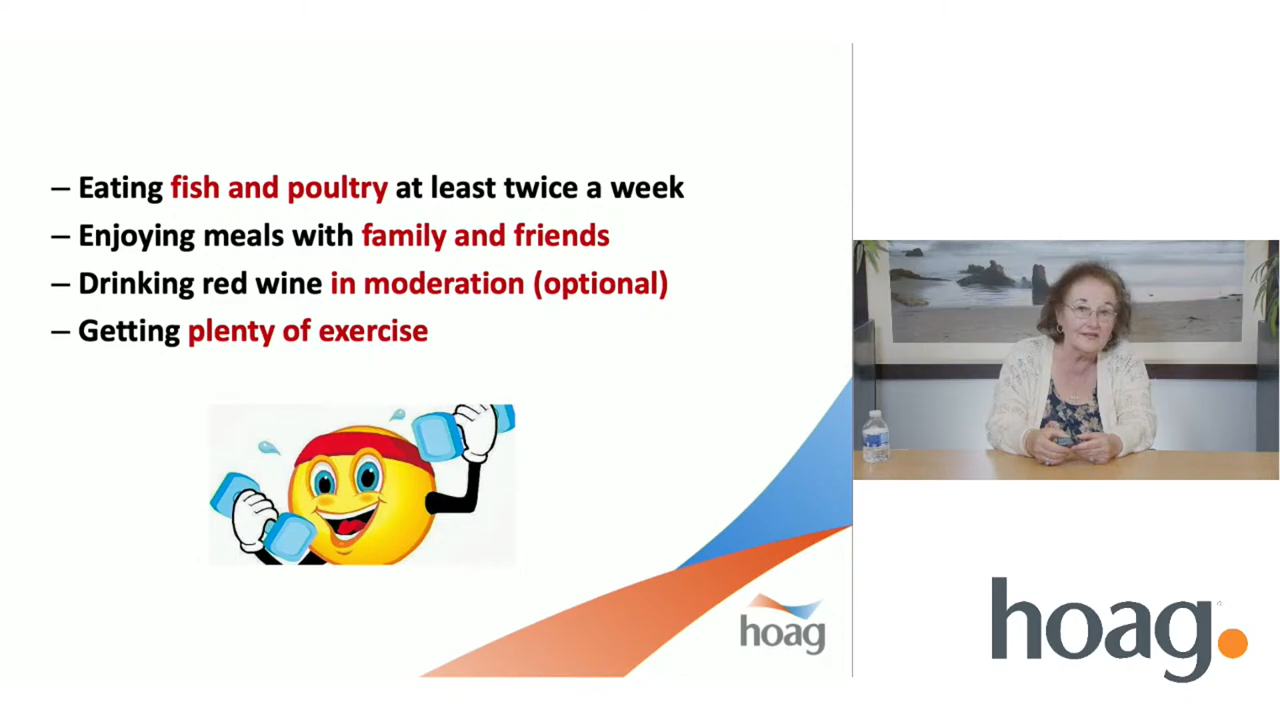 – Eating fish and poultry at least twice a week
– Enjoying meals with family and friends
– Drinking red wine in moderation (optional)
– Getting plenty of exercise
hoag
hoag.